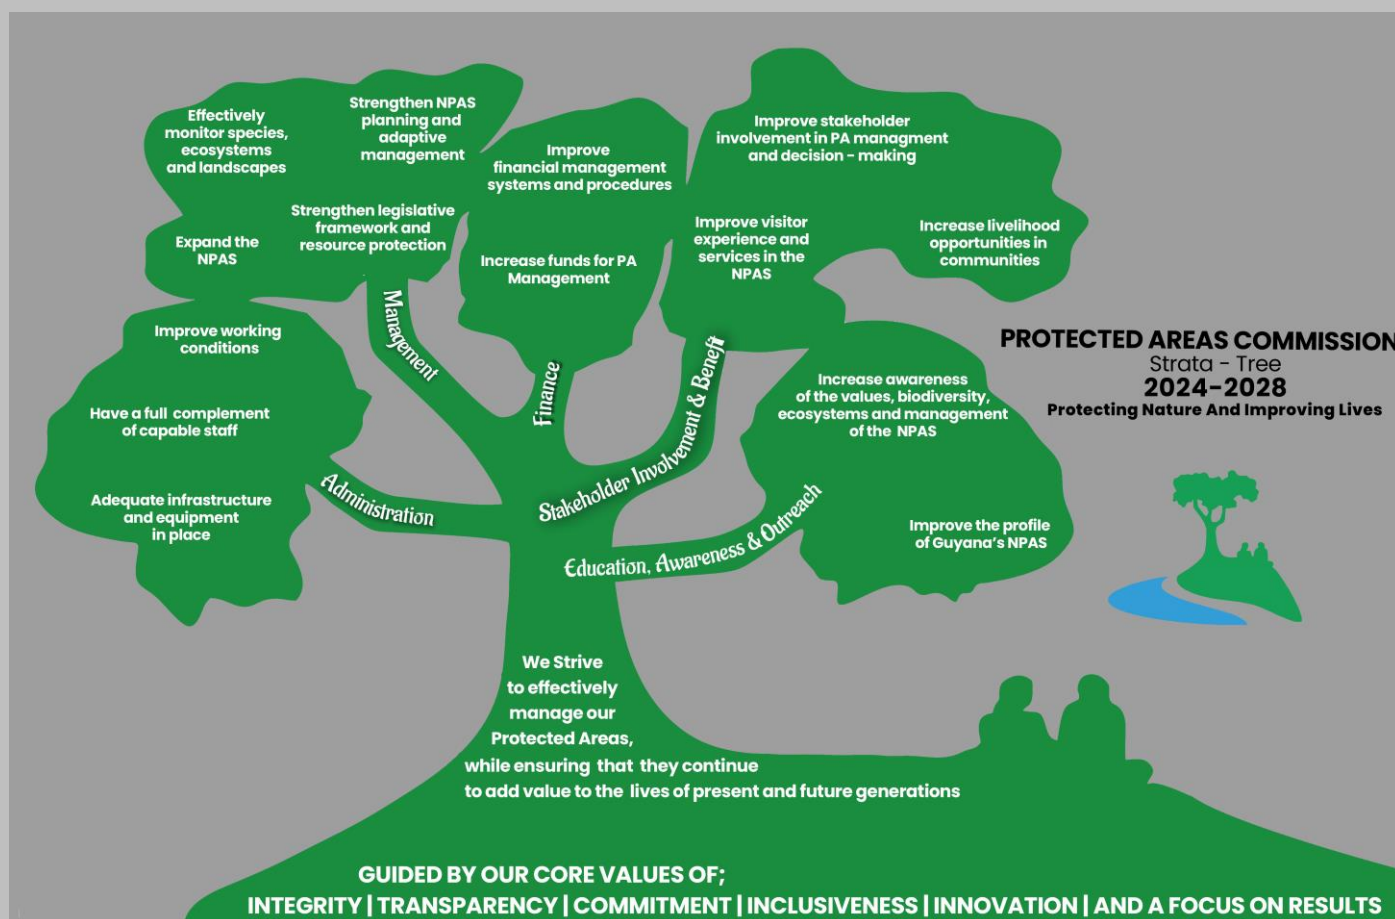 Effectively
monitor species,
ecosystems
and landscapes
Strengthen NPAS
planning and
adaptive
management
Expand the
NPAS
Strengthen legislative
framework and
resource protection
Management
Improve
financial management
systems and procedures
Increase funds for PA
Management
Finance
Improve stakeholder
involvement in PA managment
and decision - making
Improve visitor
experience and
services in the
NPAS
Increase livelihood
opportunities in
communities
Stakeholder Involvement & Benefit
Improve working
conditions
Have a full complement
of capable staff
Adequate infrastructure
and equipment
in place
Administration
Increase awareness
of the values, biodiversity,
ecosystems and management
of the NPAS
Improve the profile
of Guyana's NPAS
Education, Awareness & Outreach
PROTECTED AREAS COMMISSION
Strata - Tree
2024-2028
Protecting Nature And Improving Lives
We Strive
to effectively
manage our
Protected Areas,
while ensuring that they continue
to add value to the lives of present and future generations
GUIDED BY OUR CORE VALUES OF;
INTEGRITY | TRANSPARENCY | COMMITMENT | INCLUSIVENESS | INNOVATION | AND A FOCUS ON RESULTS